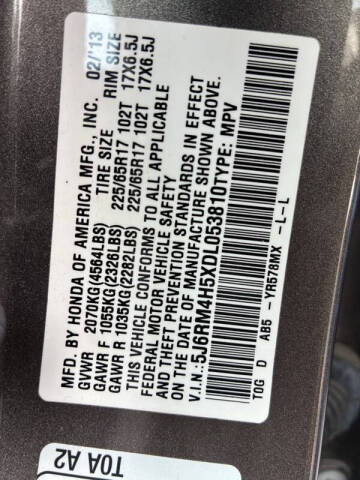 MFD. BY HONDA OF AMERICA MFG., INC. 02/'13
TIRE SIZE RIM SIZE
GVWR 2070KG(4564LBS)
GAWR F 1055KG(2326LBS) 225/65R17 102T 17X6.5J
GAWR R 1035KG(2282LBS) 225/65R17 102T 17X6.5J
THIS VEHICLE CONFORMS TO ALL APPLICABLE
FEDERAL MOTOR VEHICLE SAFETY
AND THEFT PREVENTION STANDARDS IN EFFECT
ON THE DATE OF MANUFACTURE SHOWN ABOVE.
V.I.N.:5J6RM4H5XDL053810TYPE: MPV
TOG D AB5 -YR578MX -L-L
T0A A2